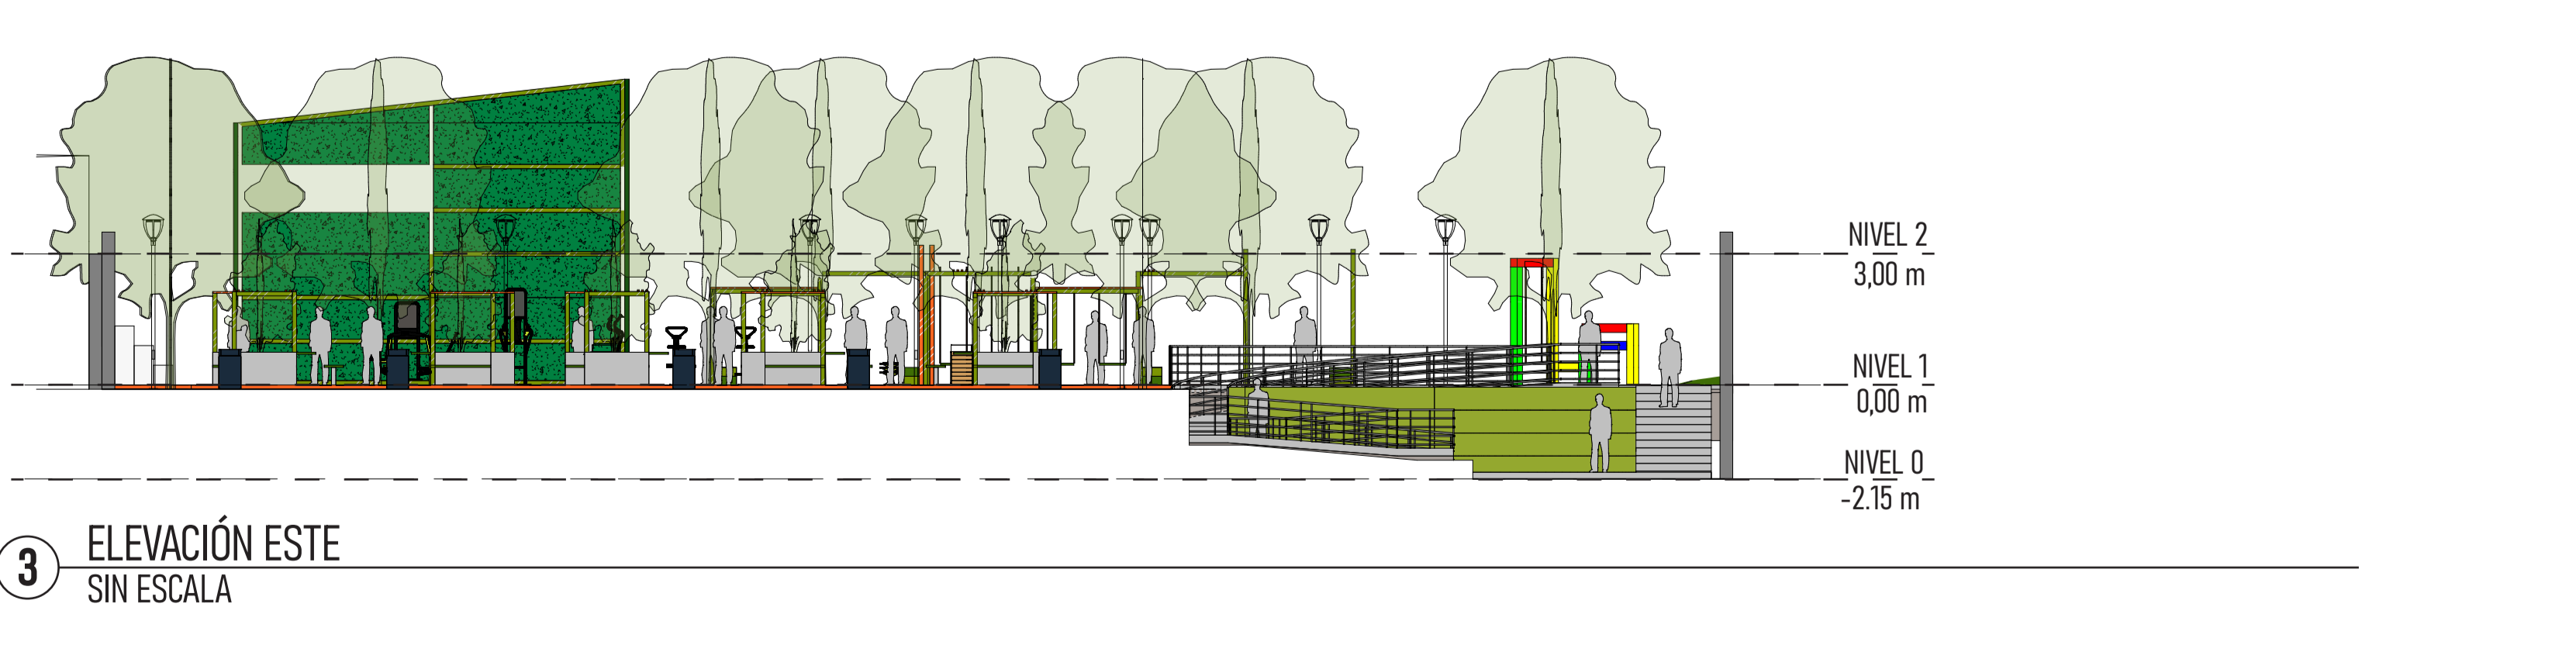 NIVEL 2
3,00 m
NIVEL 1
0,00 m
NIVEL 0
-2.15 m
3
ELEVACIÓN ESTE
SIN ESCALA